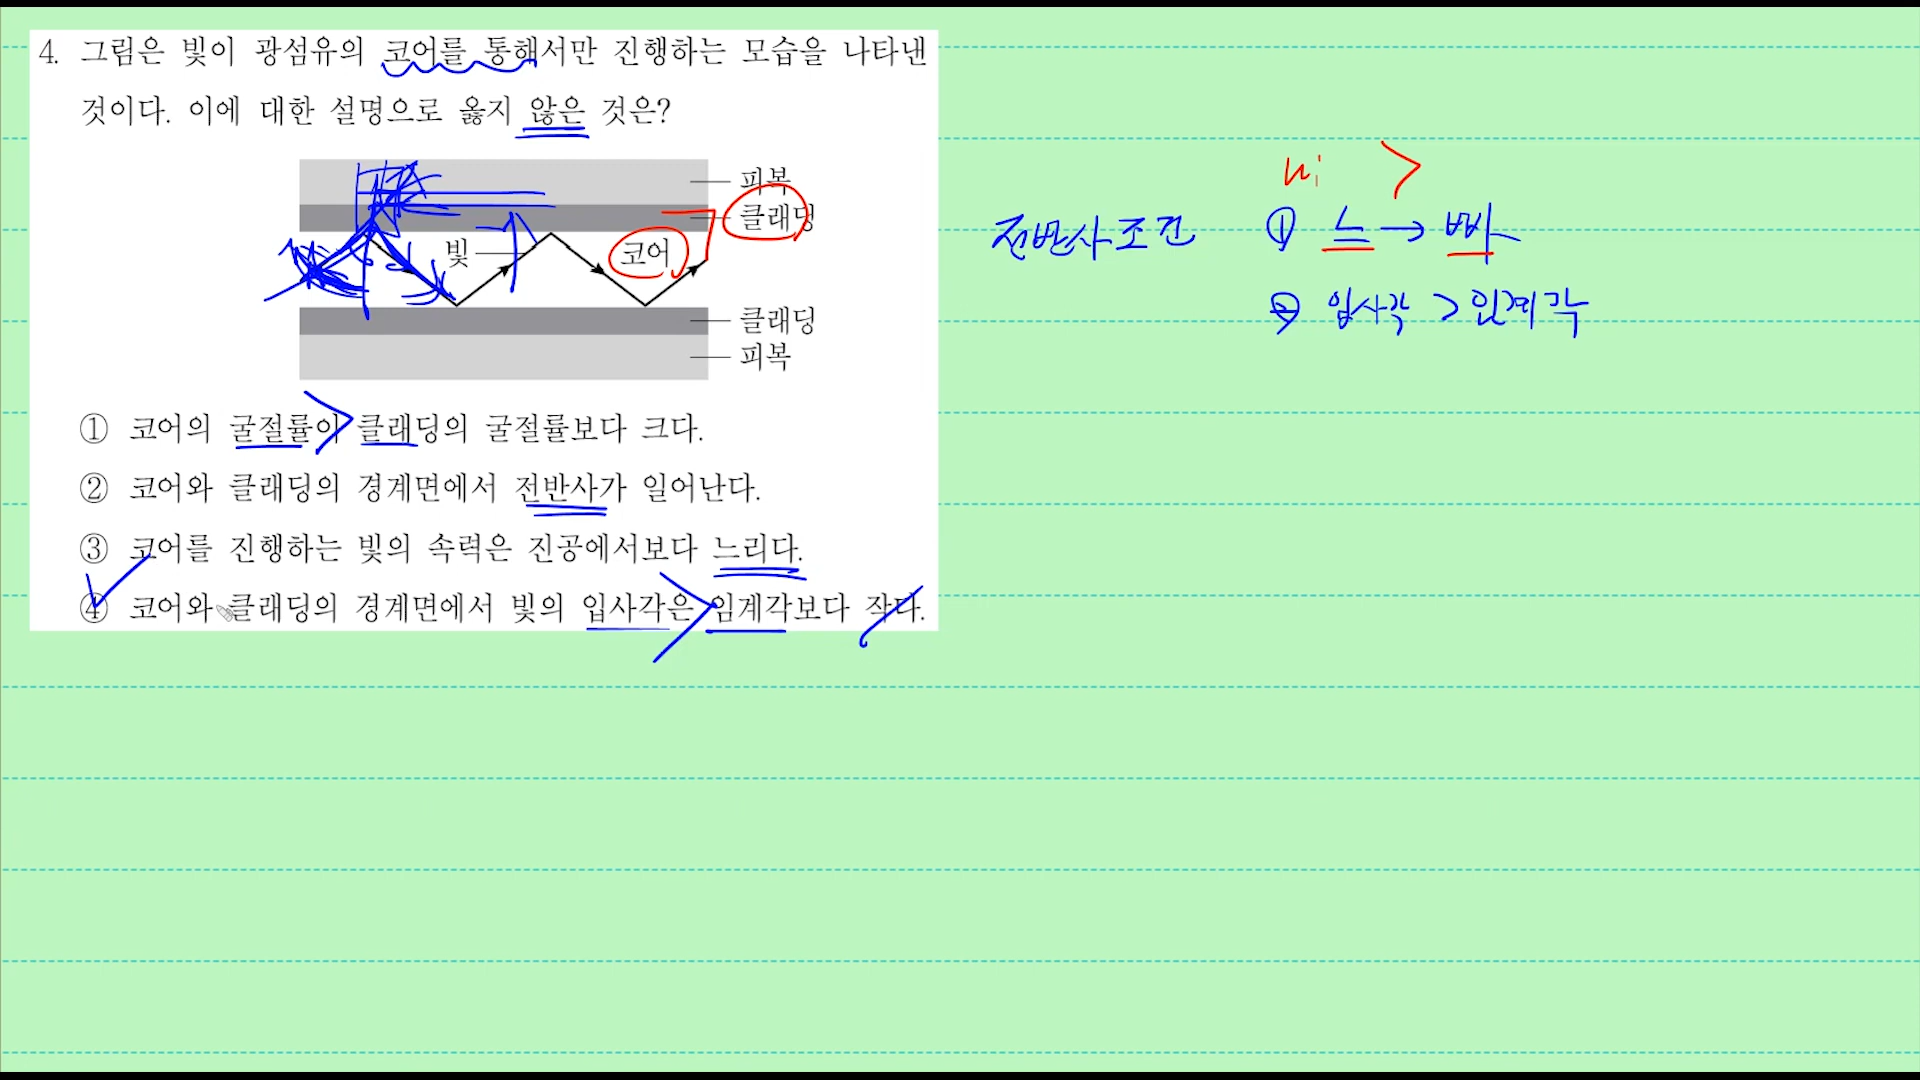 4. 그림은 빛이 광섬유의 코어를 통해서만 진행하는 모습을 나타낸
것이다. 이에 대한 설명으로 옳지 않은 것은?
피복
클래딩
빛
코어
클래딩
피복
① 코어의 굴절률이 클래딩의 굴절률보다 크다.
② 코어와 클래딩의 경계면에서 전반사가 일어난다.
③ 코어를 진행하는 빛의 속력은 진공에서보다 느리다.
④ 코어와 클래딩의 경계면에서 빛의 입사각은 임계각보다 작다.
ni >
전반사 조건 ① 느 → 빠
② 입사각 > 임계각